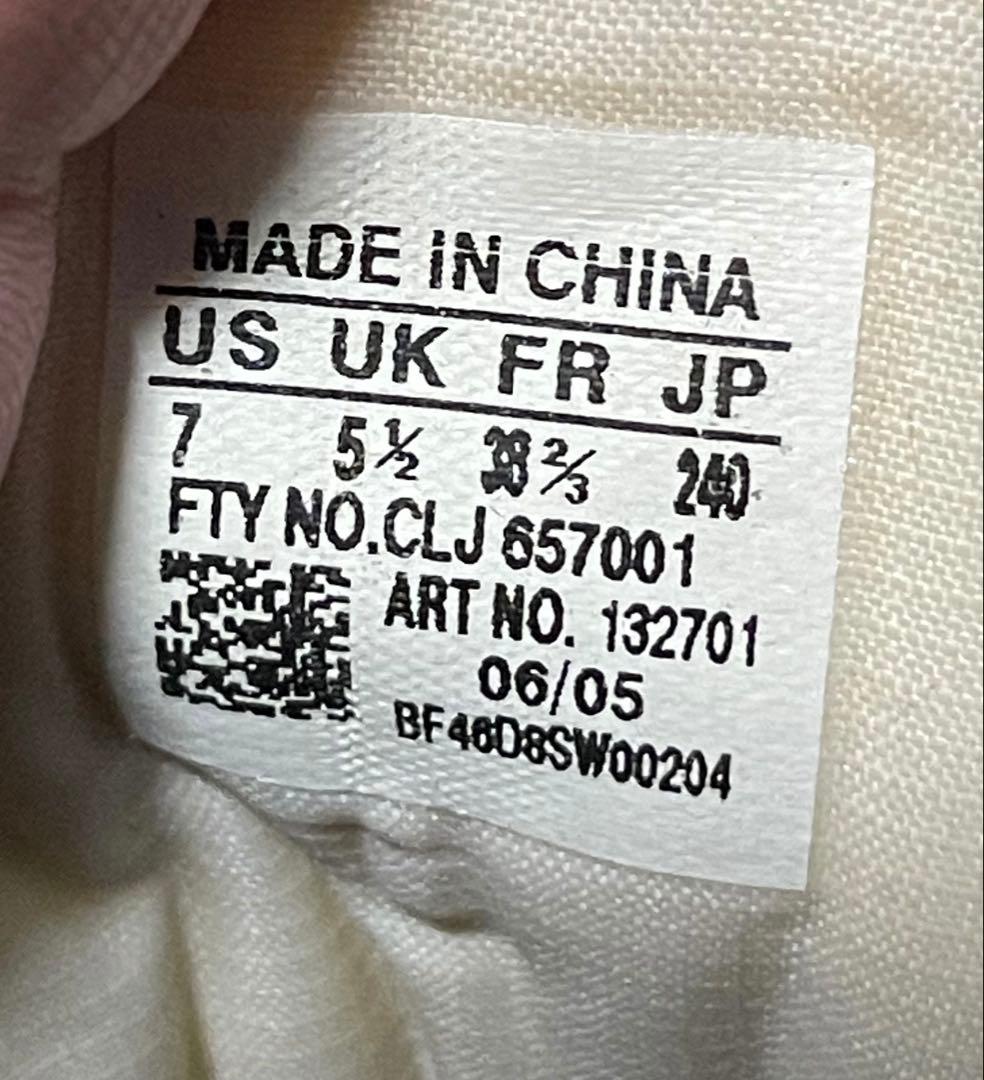 MADE IN CHINA
US UK FR JP
7 5½ 38⅔ 240
FTY NO.CLJ 657001
ART NO. 132701
06/05
BF46D8SW00204